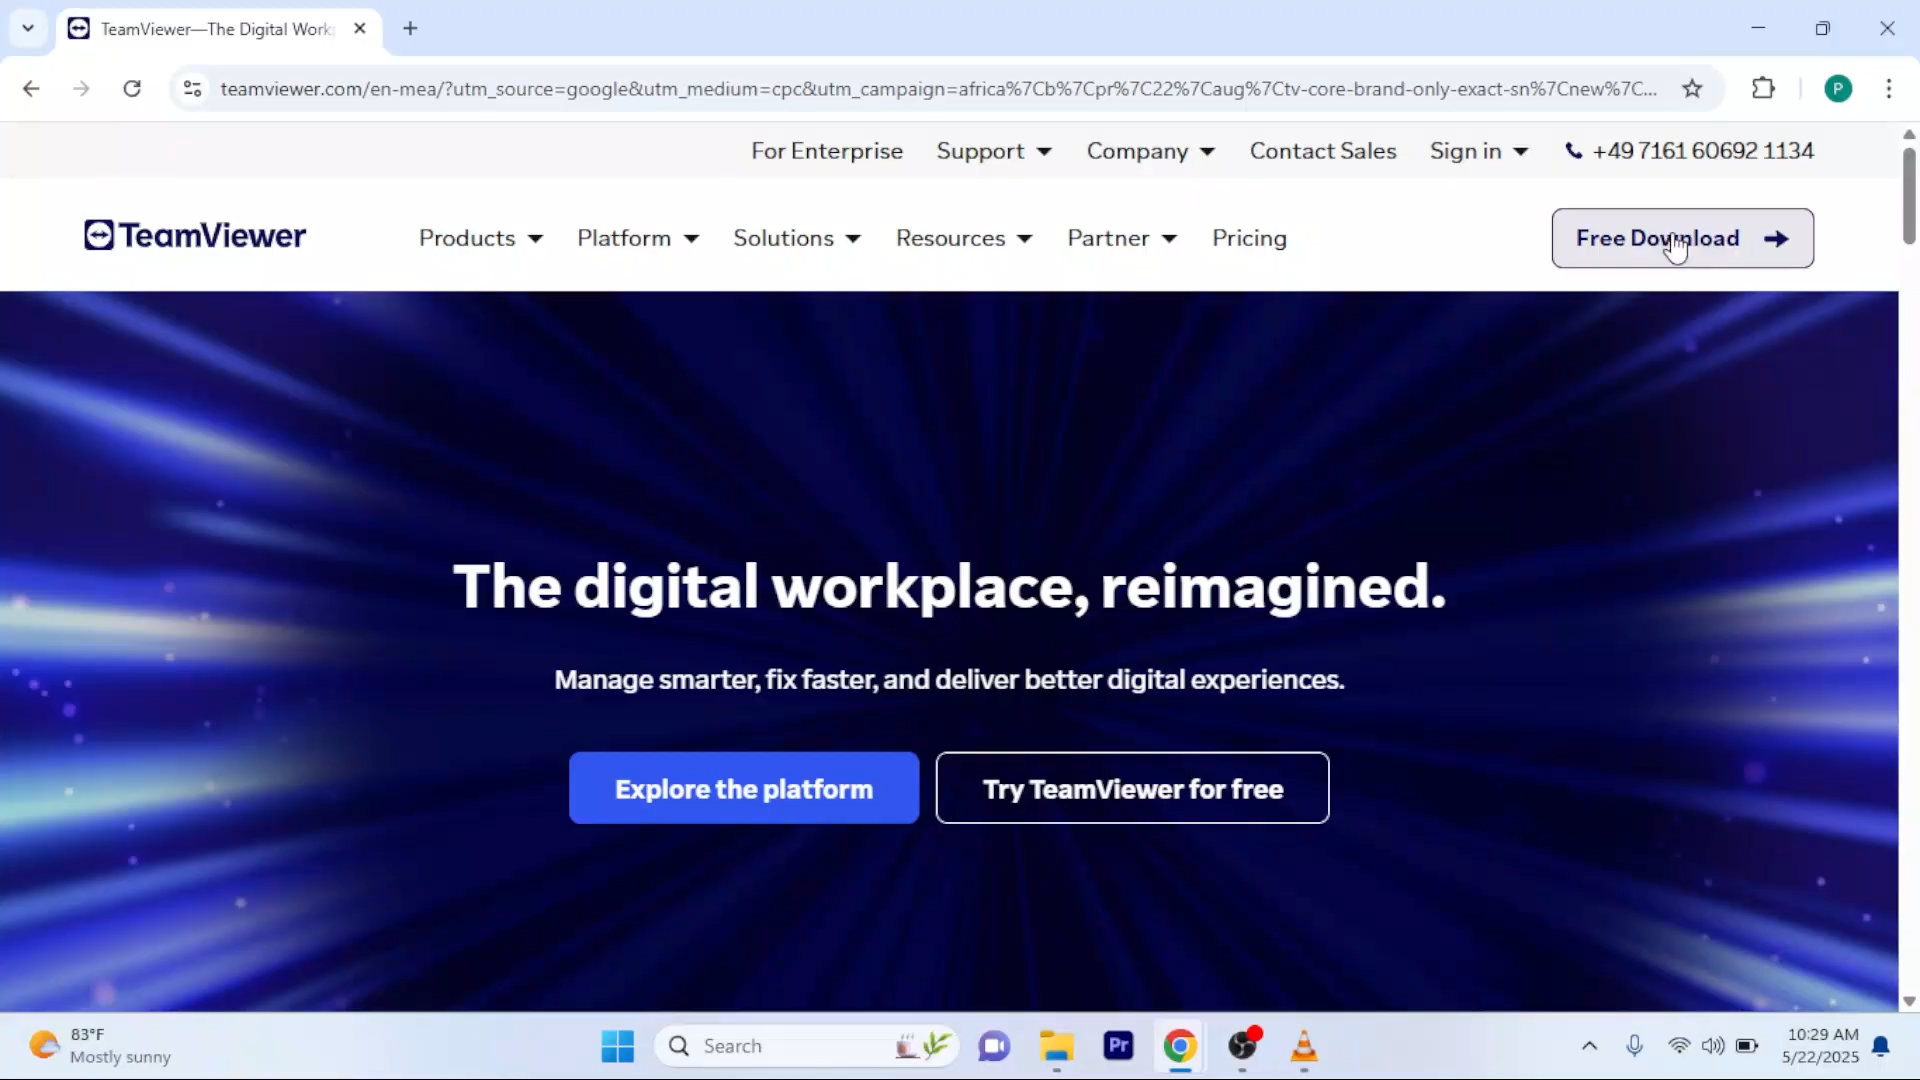 TeamViewer—The Digital Work
teamviewer.com/en-mea/?utm_source=google&utm_medium=cpc&utm_campaign=africa%7Cb%7Cpr%7C22%7Caug%7Ctv-core-brand-only-exact-sn%7Cnew%7C...
P
For Enterprise Support Company Contact Sales Sign in +49 7161 60692 1134
TeamViewer Products Platform Solutions Resources Partner Pricing Free Download
The digital workplace, reimagined.
Manage smarter, fix faster, and deliver better digital experiences.
Explore the platform Try TeamViewer for free
83°F
Mostly sunny
Search
Pr
10:29 AM
5/22/2025